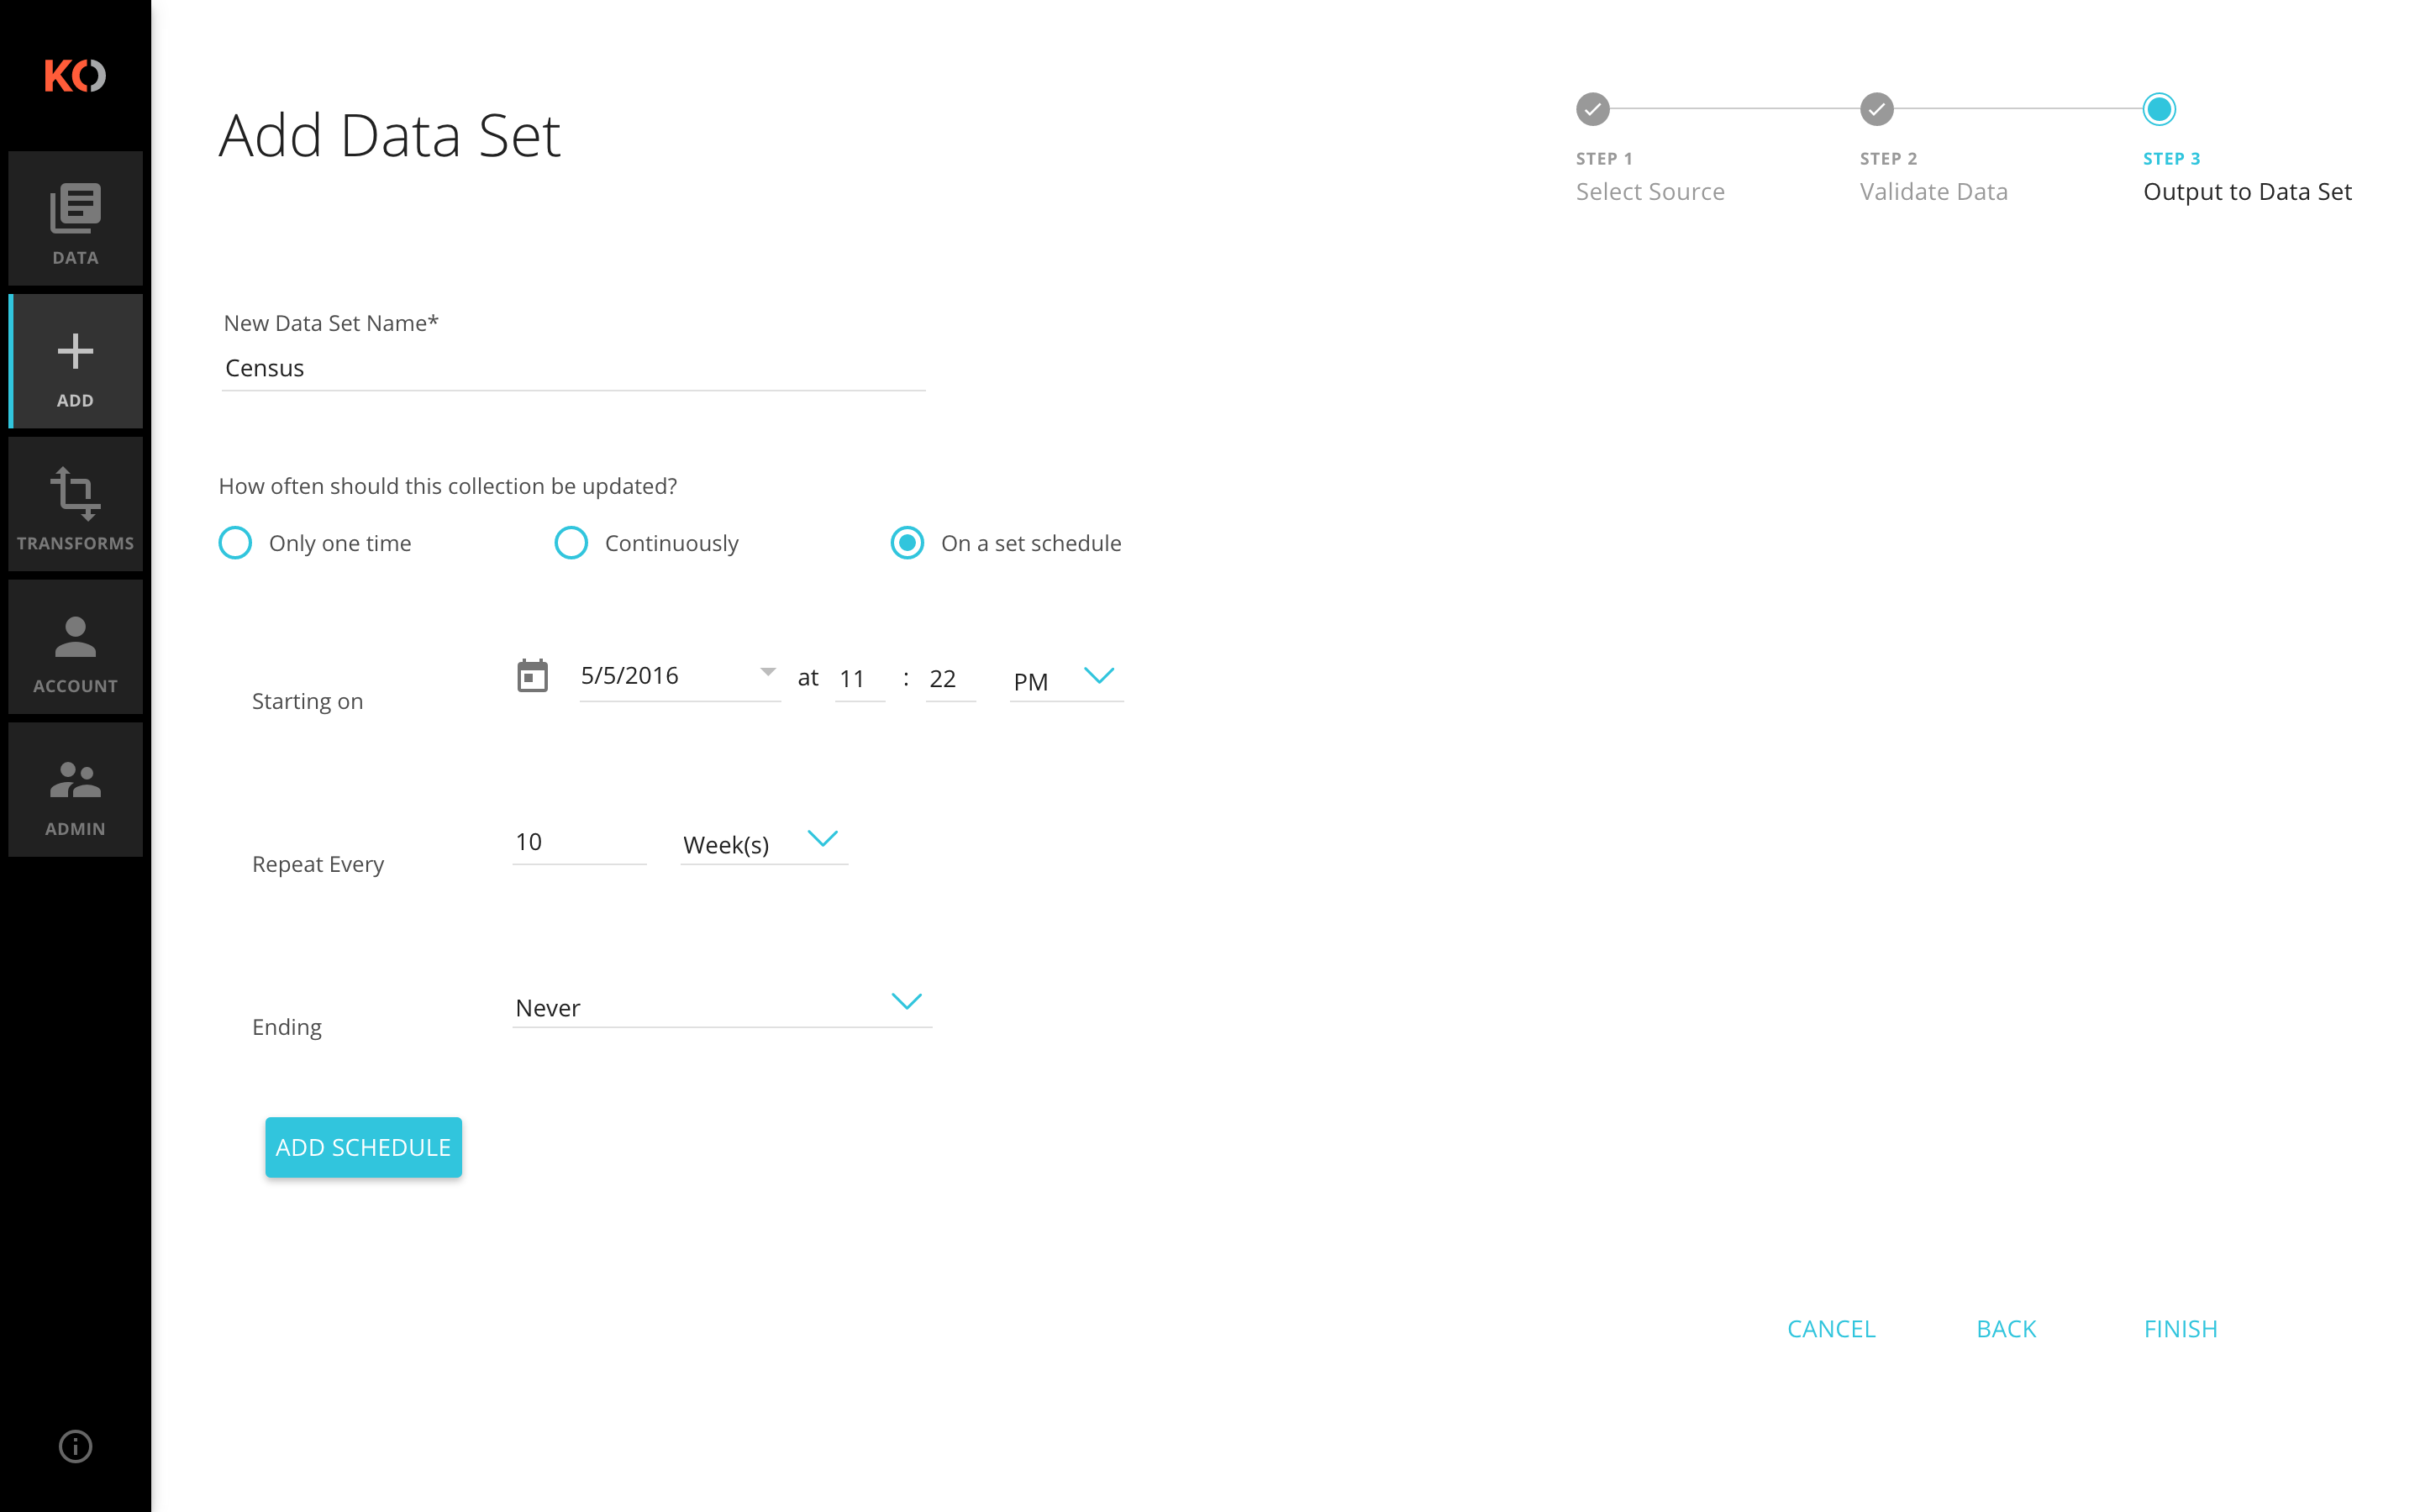 KO
DATA
ADD
TRANSFORMS
ACCOUNT
ADMIN
Add Data Set
STEP 1
Select Source
STEP 2
Validate Data
STEP 3
Output to Data Set
New Data Set Name*
Census
How often should this collection be updated?
Only one time
Continuously
On a set schedule
Starting on
5/5/2016 at 11 : 22 PM
Repeat Every
10 Week(s)
Ending
Never
ADD SCHEDULE
CANCEL BACK FINISH